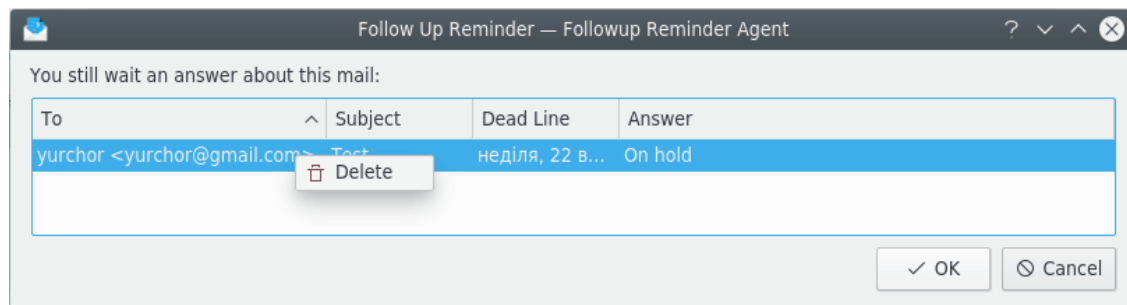 Follow Up Reminder — Followup Reminder Agent
You still wait an answer about this mail:
To Subject Dead Line Answer
yurchor <yurchor@gmail.com> Test неділя, 22 в... On hold
Delete
OK Cancel